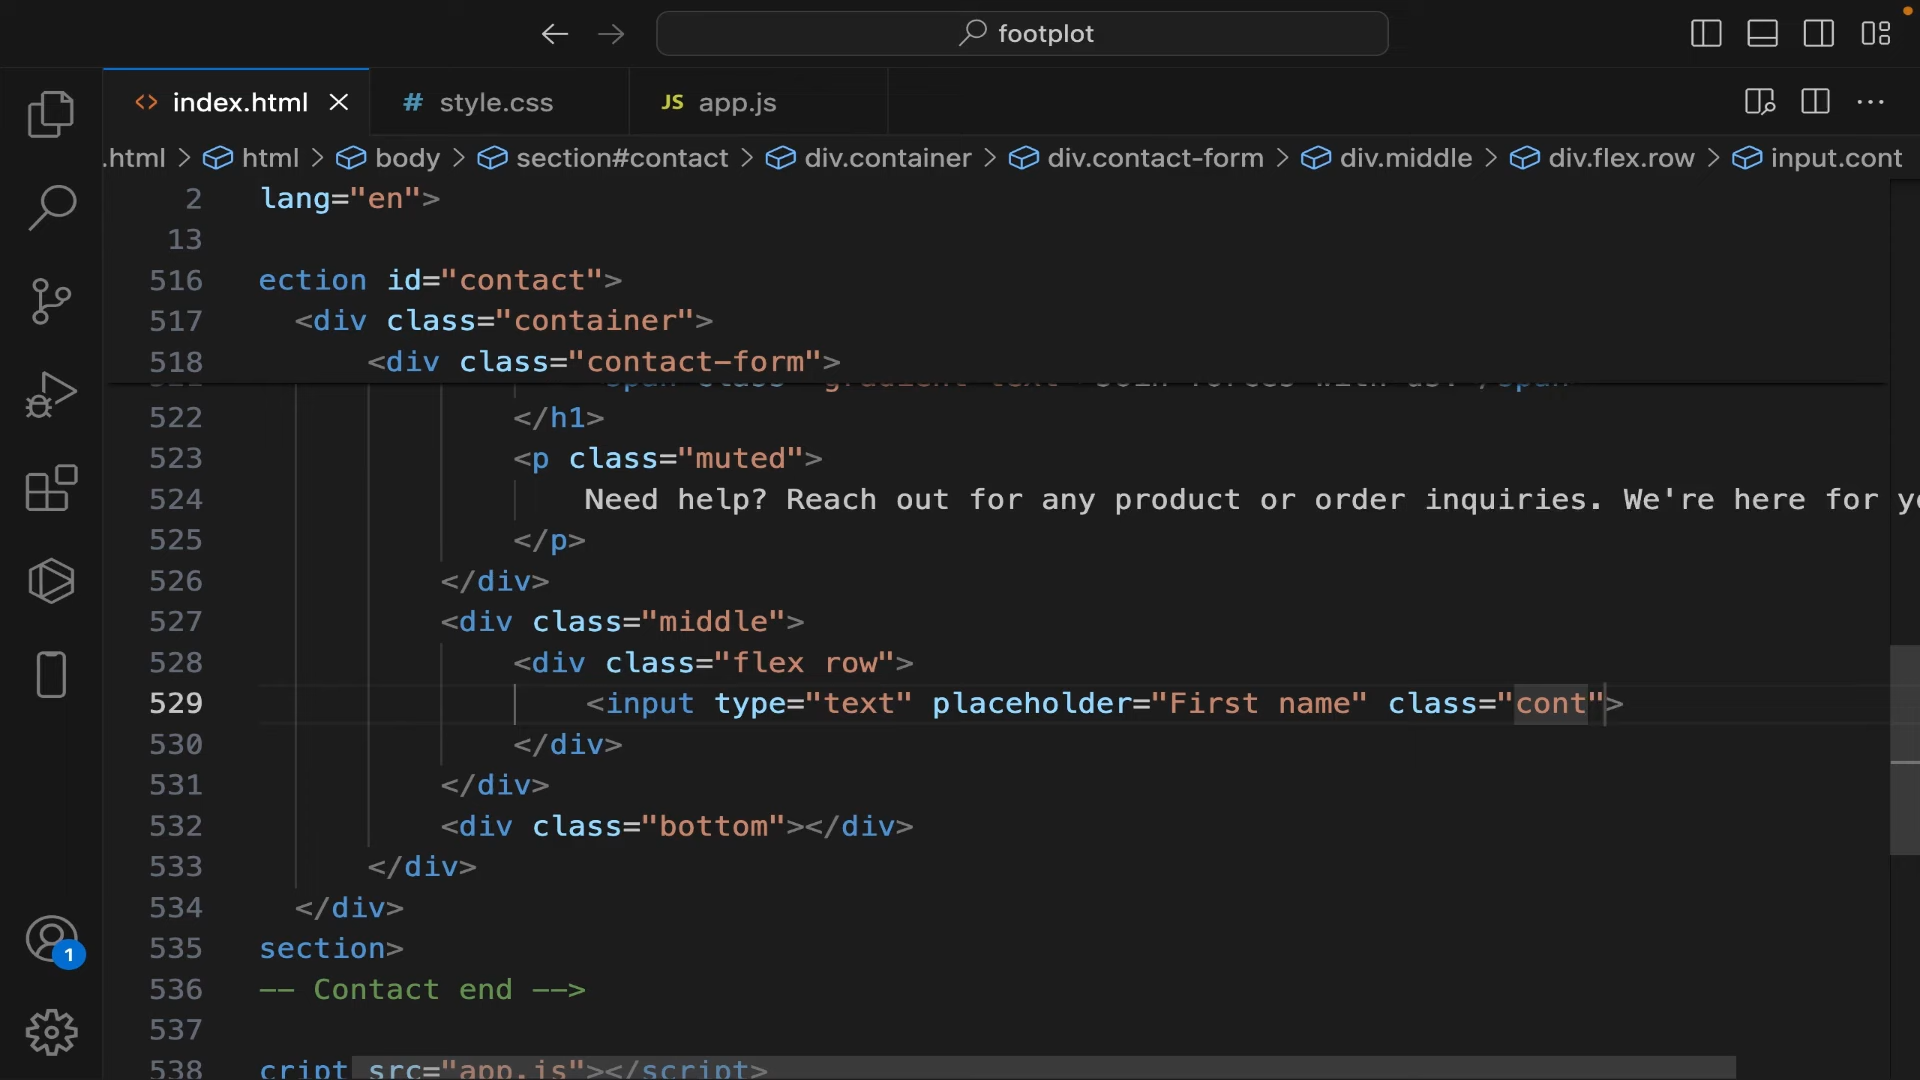 footplot
<> index.html
# style.css
JS app.js
.html > html > body > section#contact > div.container > div.contact-form > div.middle > div.flex.row > input.cont
2 lang="en">
13
516 ection id="contact">
517 <div class="container">
518 <div class="contact-form">
522 </h1>
523 <p class="muted">
524 Need help? Reach out for any product or order inquiries. We're here for
525 </p>
526 </div>
527 <div class="middle">
528 <div class="flex row">
529 <input type="text" placeholder="First name" class="cont">
530 </div>
531 </div>
532 <div class="bottom"></div>
533 </div>
534 </div>
535 section>
536 -- Contact end -->
537
538 cript src="app.js"></script>
1